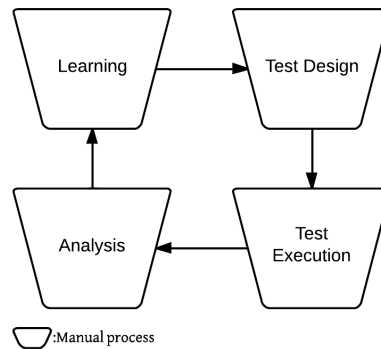 Learning
Test Design
Analysis
Test
Execution
:Manual process